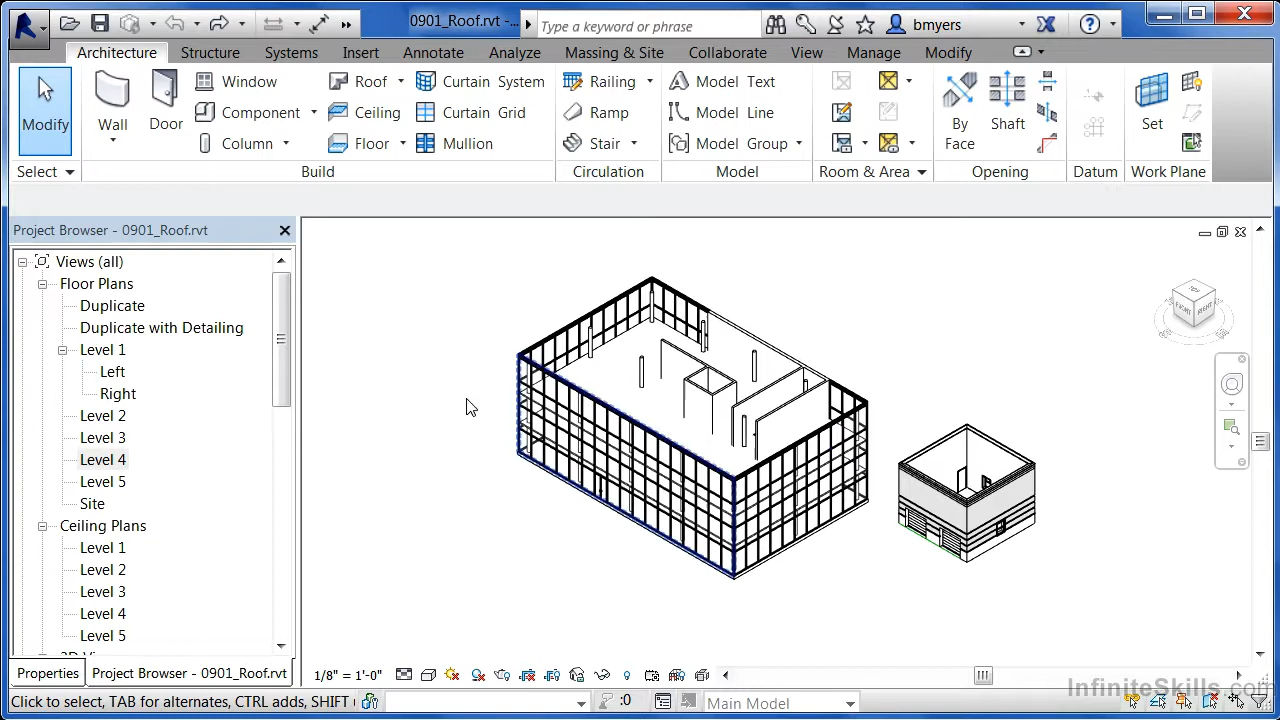 0901_Roof.rvt -...
Type a keyword or phrase
bmyers
Architecture Structure Systems Insert Annotate Analyze Massing & Site Collaborate View Manage Modify
Modify
Wall
Door
Window
Component
Column
Roof
Ceiling
Floor
Curtain System
Curtain Grid
Mullion
Railing
Ramp
Stair
Model Text
Model Line
Model Group
By Face
Shaft
Set
Select Build Circulation Model Room & Area Opening Datum Work Plane
Project Browser - 0901_Roof.rvt
Views (all)
Floor Plans
Duplicate
Duplicate with Detailing
Level 1
Left
Right
Level 2
Level 3
Level 4
Level 5
Site
Ceiling Plans
Level 1
Level 2
Level 3
Level 4
Level 5
TOP
FRONT
RIGHT
Properties Project Browser - 0901_Roof.rvt
1/8" = 1'-0"
InfiniteSkills.com
Click to select, TAB for alternates, CTRL adds, SHIFT
:0
Main Model